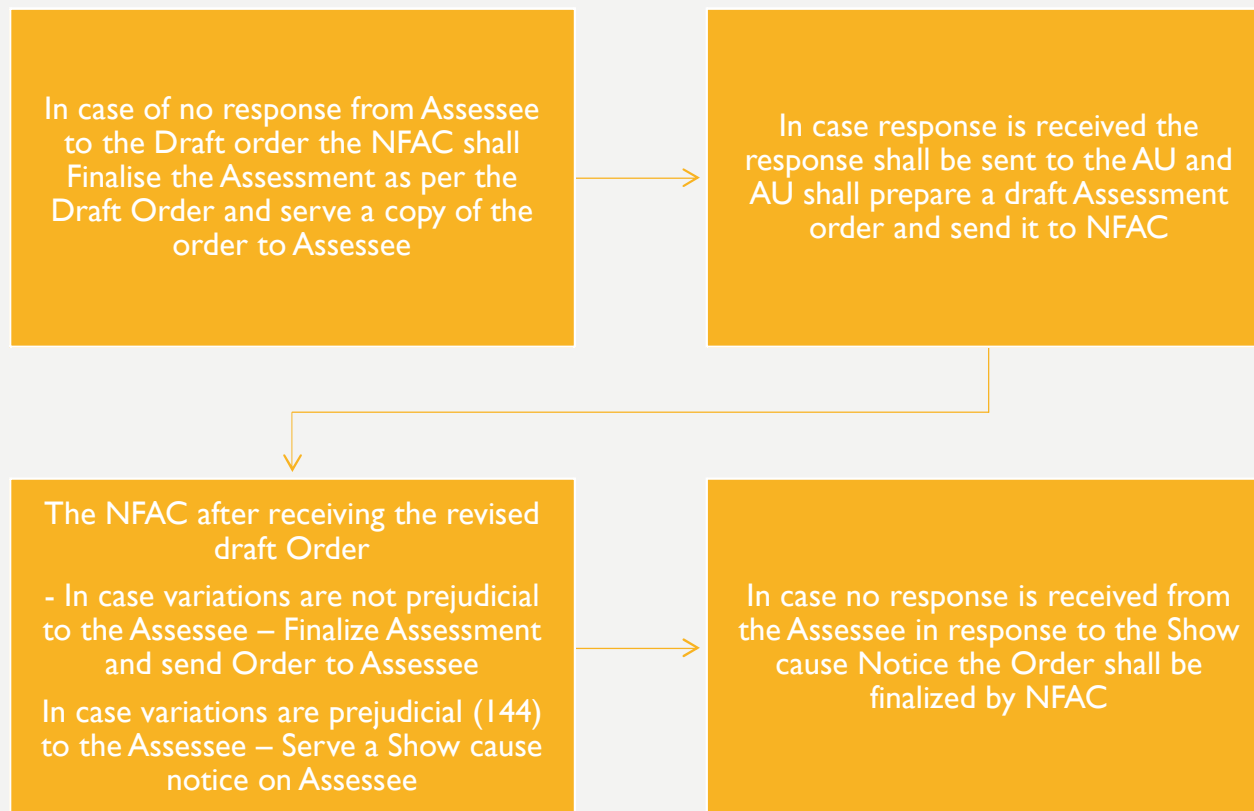 In case of no response from Assessee
to the Draft order the NFAC shall
Finalise the Assessment as per the
Draft Order and serve a copy of the
order to Assessee
In case response is received the
response shall be sent to the AU and
AU shall prepare a draft Assessment
order and send it to NFAC
The NFAC after receiving the revised
draft Order
- In case variations are not prejudicial
to the Assessee – Finalize Assessment
and send Order to Assessee
In case variations are prejudicial (144)
to the Assessee – Serve a Show cause
notice on Assessee
In case no response is received from
the Assessee in response to the Show
cause Notice the Order shall be
finalized by NFAC